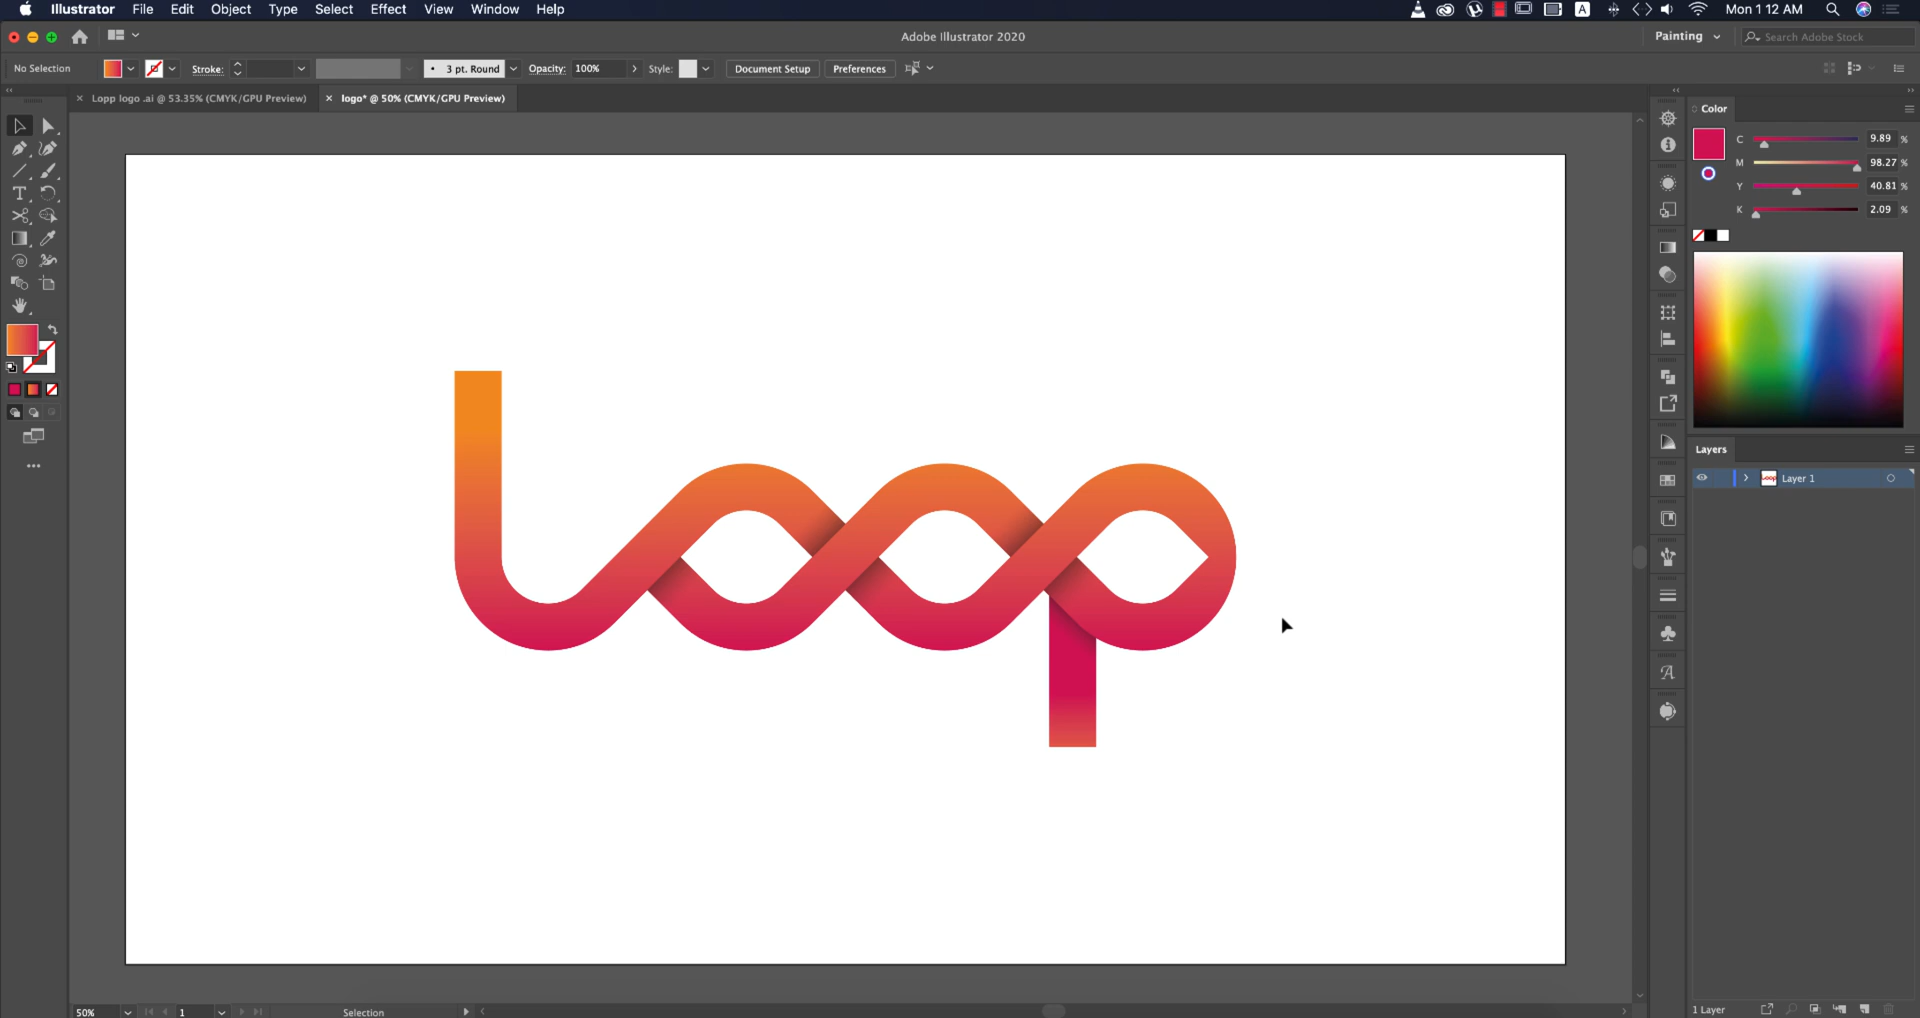 Illustrator File Edit Object Type Select Effect View Window Help A Mon 1 12 AM
Adobe Illustrator 2020 Painting Search Adobe Stock
No Selection Stroke: 3 pt. Round Opacity: 100% Style: Document Setup Preferences
Lopp logo .ai @ 53.35% (CMYK/GPU Preview) logo* @ 50% (CMYK/GPU Preview)
Color
C 9.89 %
M 98.27 %
Y 40.81 %
K 2.09 %
Layers
Loop Layer 1
Loop
50% 1 Selection
1 Layer